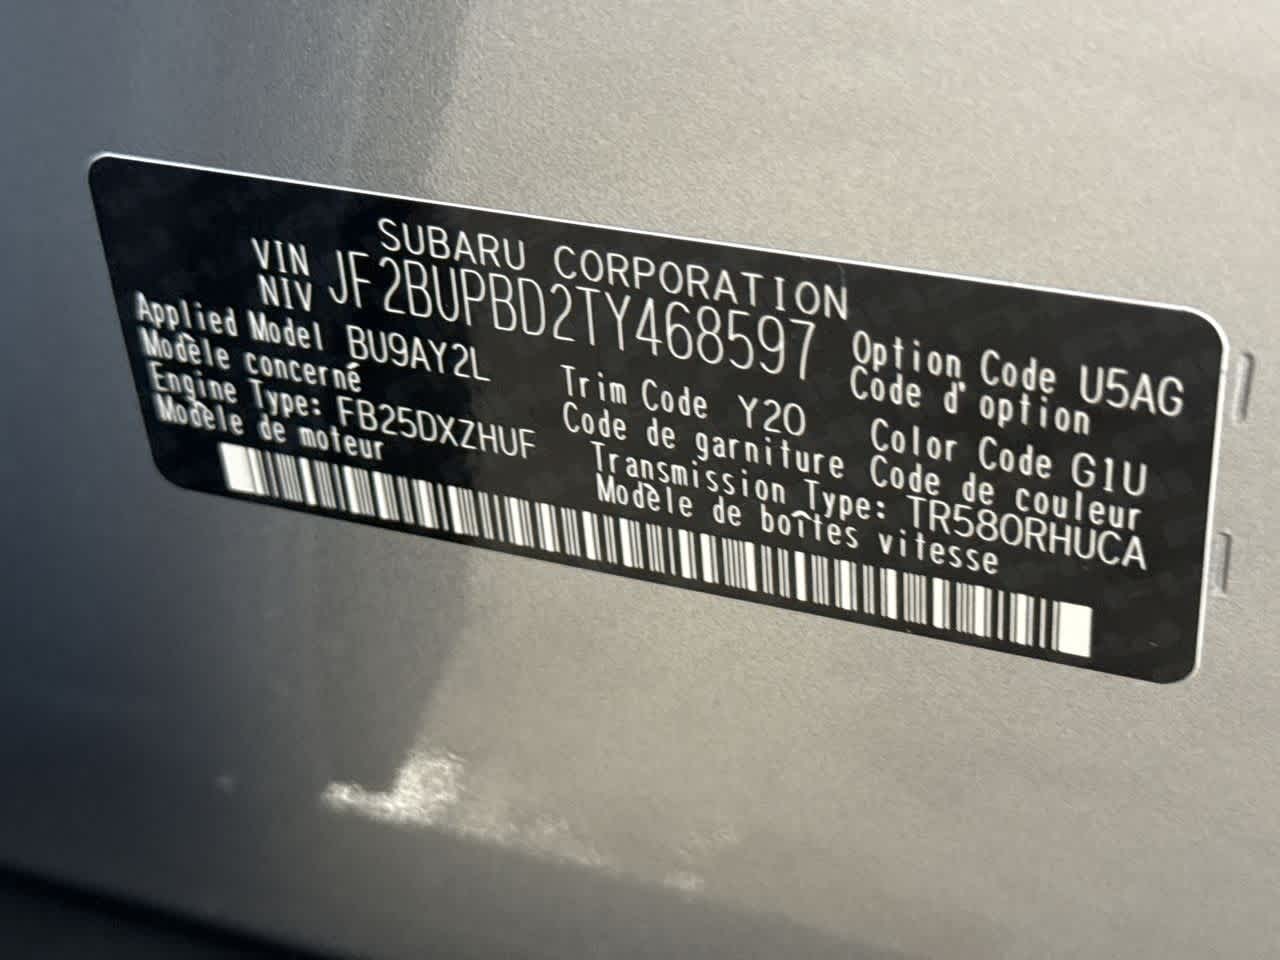 SUBARU CORPORATION
VIN
NIV
JF2BUPBD2TY468597
Applied Model BU9AY2L
Modèle concerné
Option Code U5AG
Code d'option
Engine Type: FB25DXZHUF
Modèle de moteur
Trim Code Y20
Code de garniture
Color Code G1U
Code de couleur
Transmission Type: TR580RHUCA
Modèle de boîtes vitesse